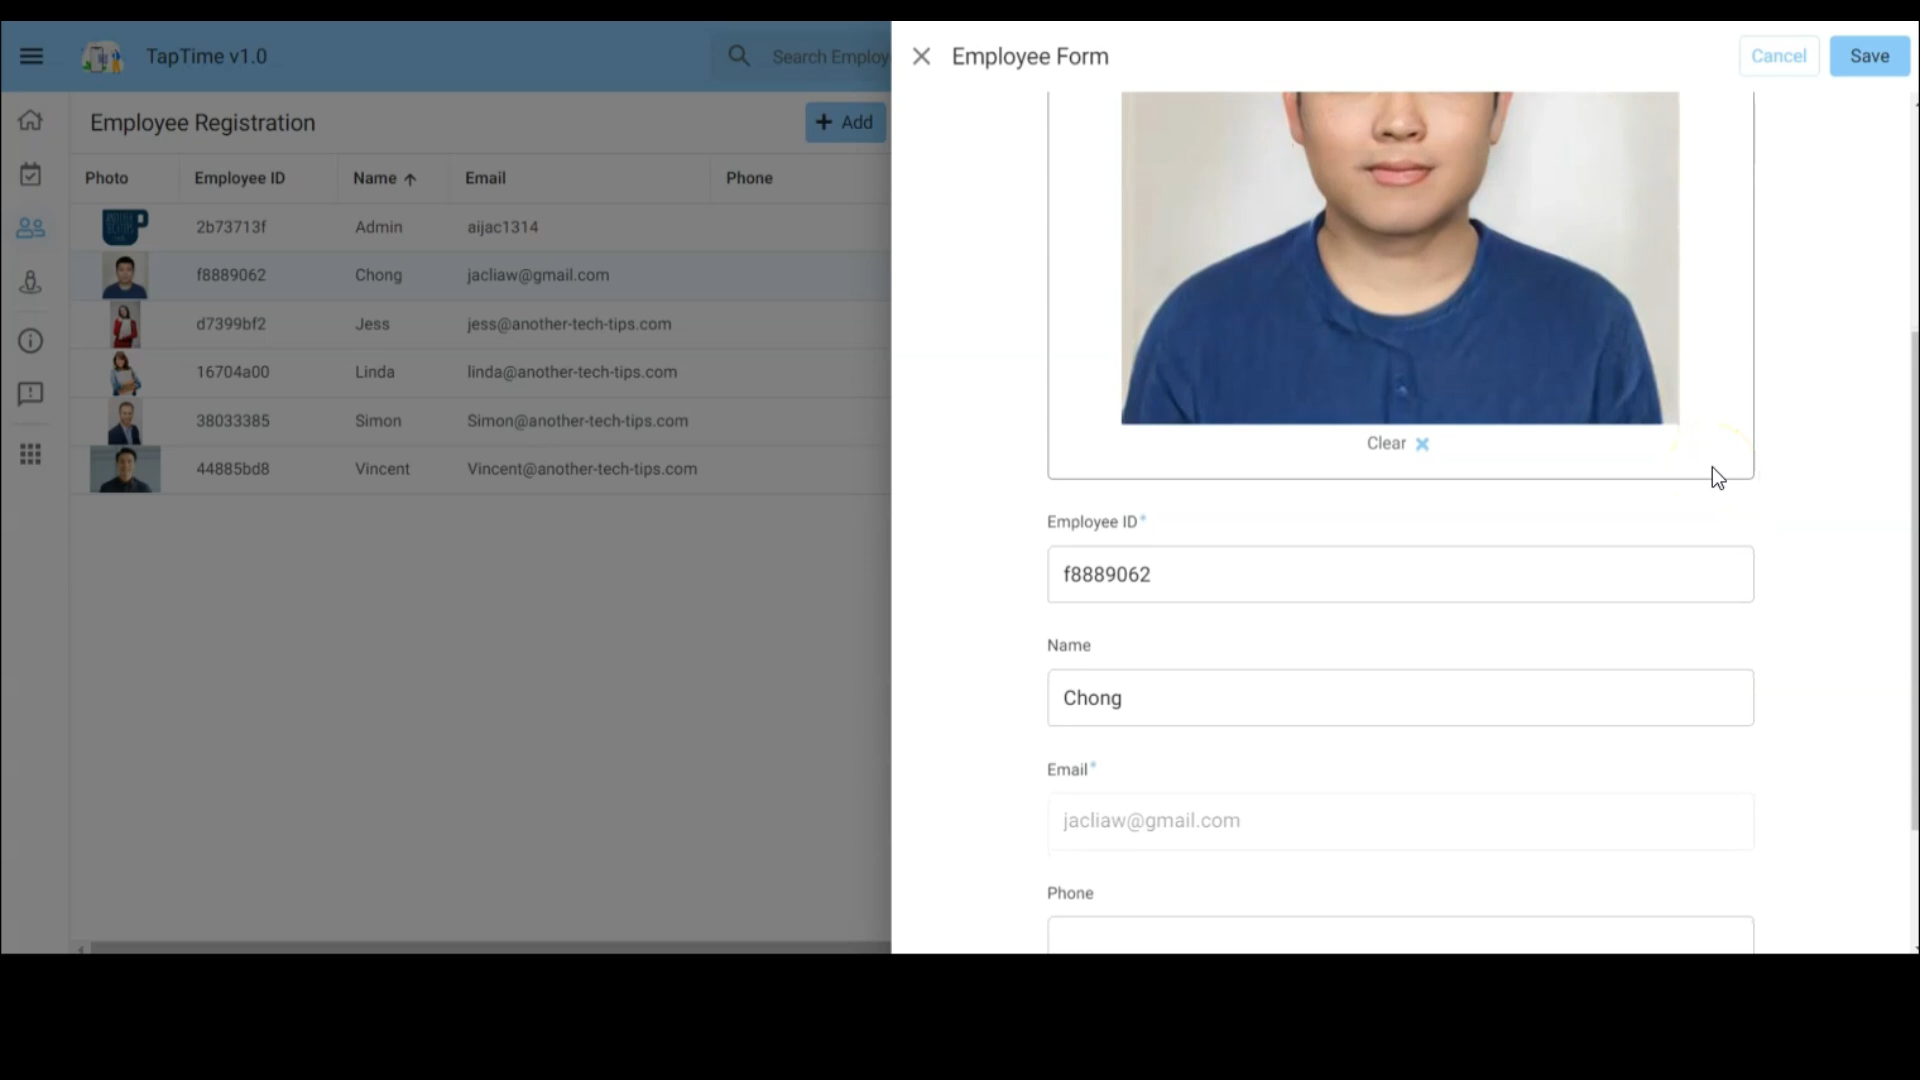 TapTime v1.0
Search Employ
Employee Registration
Add
Photo Employee ID Name Email Phone
2b73713f Admin aijac1314
f8889062 Chong jacliaw@gmail.com
d7399bf2 Jess jess@another-tech-tips.com
16704a00 Linda linda@another-tech-tips.com
38033385 Simon Simon@another-tech-tips.com
44885bd8 Vincent Vincent@another-tech-tips.com
Employee Form
Cancel
Save
Clear
Employee ID*
f8889062
Name
Chong
Email*
jacliaw@gmail.com
Phone